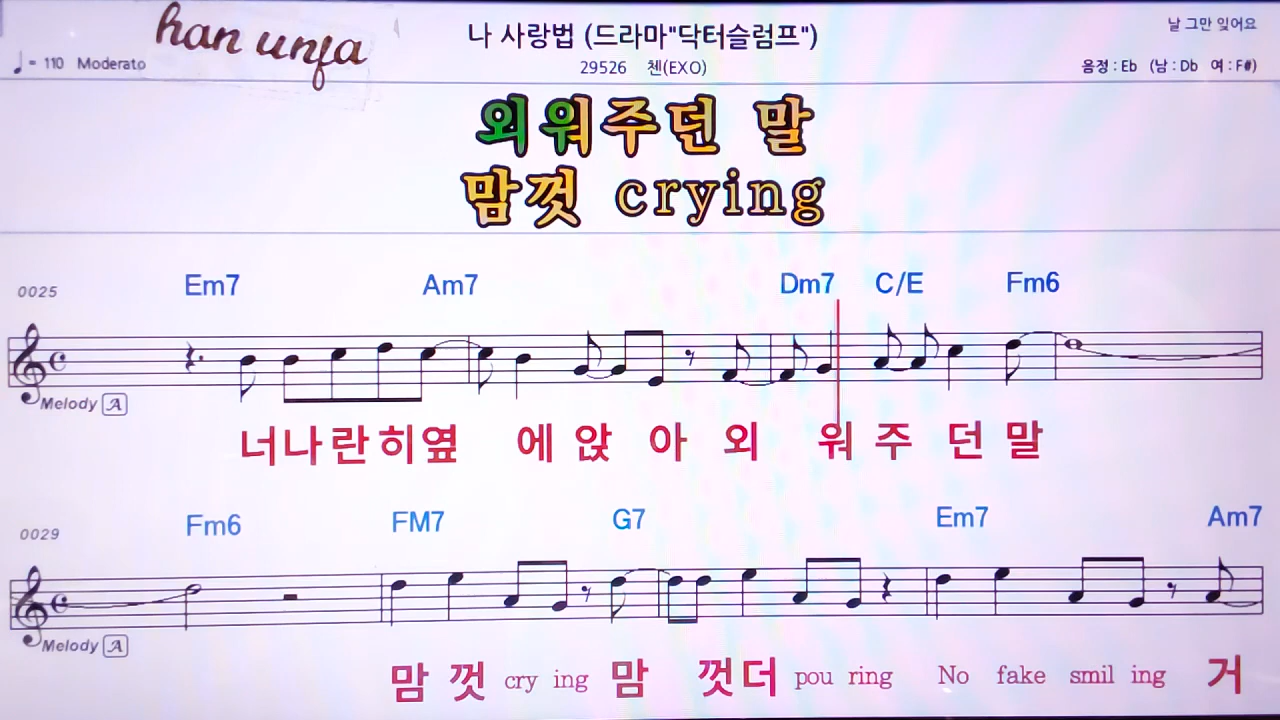 han unfa
♩= 110 Moderato
나 사랑법 (드라마"닥터슬럼프")
29526 첸(EXO)
날 그만 잊어요
음정 : Eb (남 : Db 여 : F#)
외워주던 말
맘껏 crying
0025 Em7 Am7 Dm7 C/E Fm6
Melody A
너나란히옆 에 앉 아 외 워 주 던 말
0029 Fm6 FM7 G7 Em7 Am7
Melody A
맘 껏 cry ing 맘 껏더 pou ring No fake smil ing 거